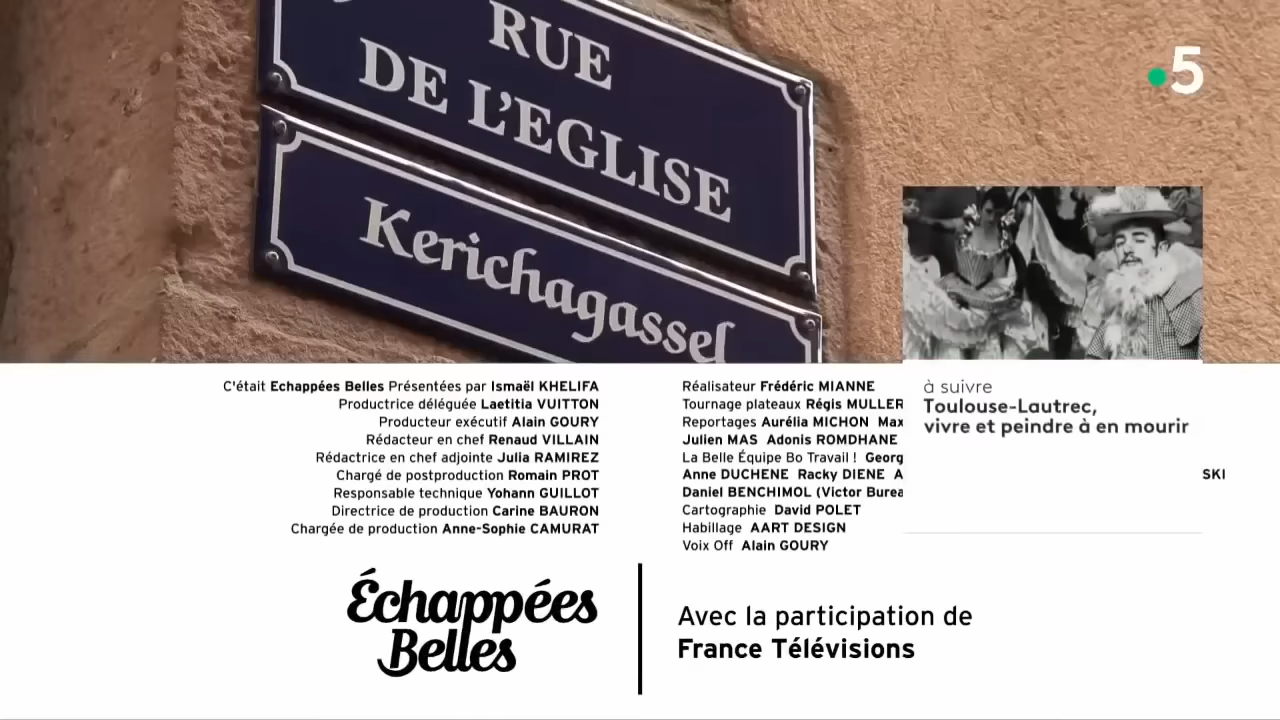 RUE
DE L'EGLISE
Kerichagassel
5
C'était Echappées Belles Présentées par Ismaël KHELIFA
Productrice déléguée Laetitia VUITTON
Producteur exécutif Alain GOURY
Rédacteur en chef Renaud VILLAIN
Rédactrice en chef adjointe Julia RAMIREZ
Chargé de postproduction Romain PROT
Responsable technique Yohann GUILLOT
Directrice de production Carine BAURON
Chargée de production Anne-Sophie CAMURAT
Réalisateur Frédéric MIANNE
Tournage plateaux Régis MULLER
Reportages Aurélia MICHON Max
Julien MAS Adonis ROMDHANE
La Belle Équipe Bo Travail ! Georg
Anne DUCHENE Racky DIENE A
SKI
Daniel BENCHIMOL (Victor Burea
Cartographie David POLET
Habillage AART DESIGN
Voix Off Alain GOURY
à suivre
Toulouse-Lautrec,
vivre et peindre à en mourir
Échappées
Belles
Avec la participation de
France Télévisions